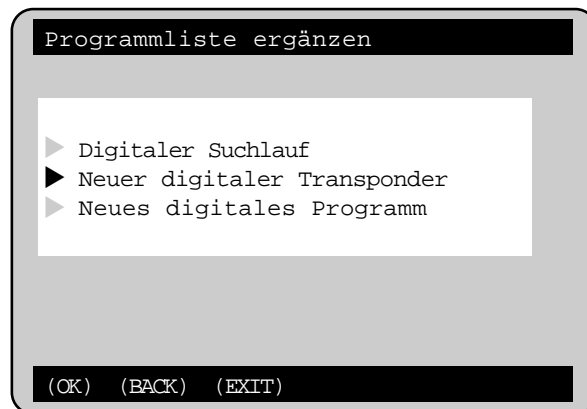 Programmliste ergänzen
Digitaler Suchlauf
Neuer digitaler Transponder
Neues digitales Programm
(OK) (BACK) (EXIT)